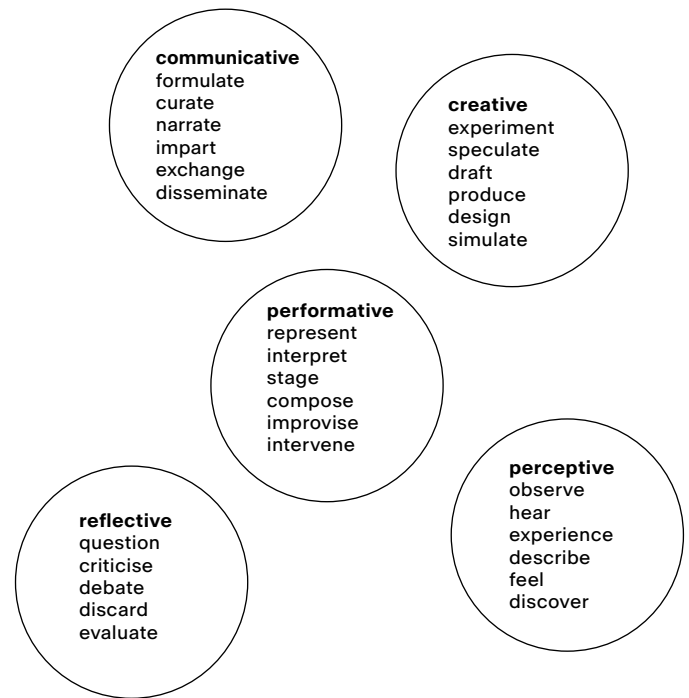 communicative
formulate
curate
narrate
impart
exchange
disseminate
creative
experiment
speculate
draft
produce
design
simulate
performative
represent
interpret
stage
compose
improvise
intervene
perceptive
observe
hear
experience
describe
feel
discover
reflective
question
criticise
debate
discard
evaluate